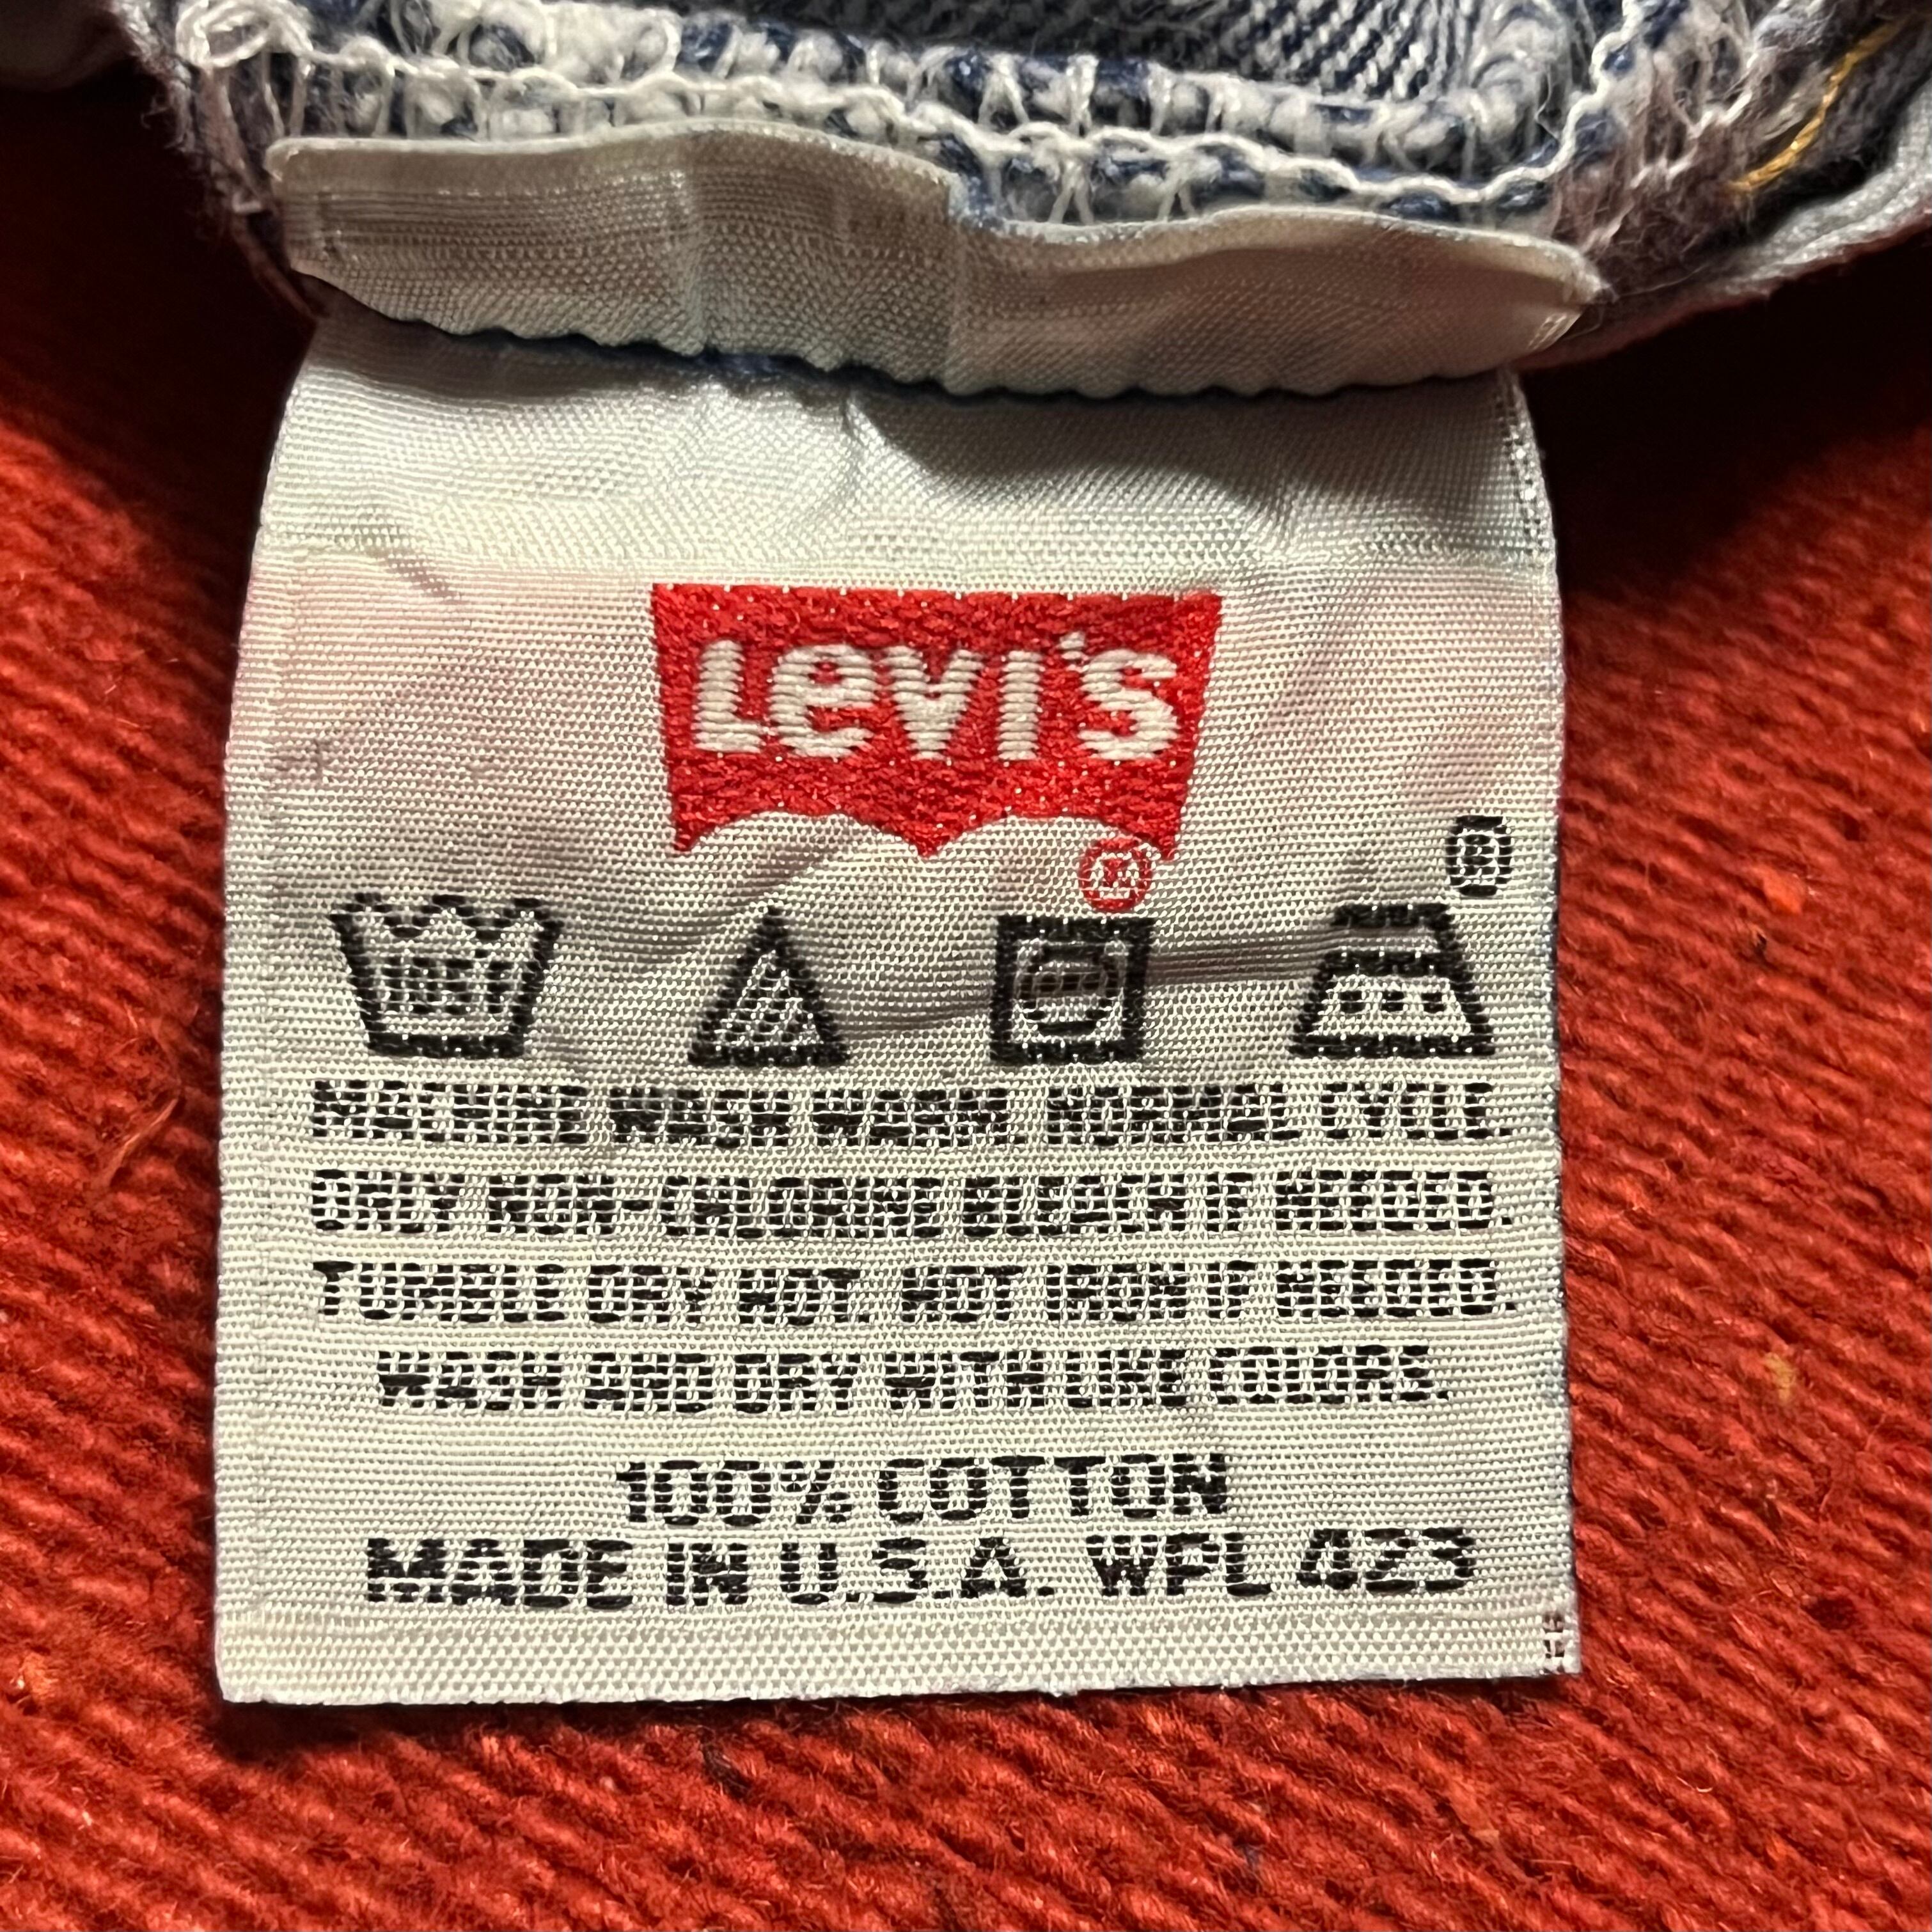 Levi's
®
®
105F
MACHINE WASH WARM. NORMAL CYCLE.
ONLY NON-CHLORINE BLEACH IF NEEDED.
TUMBLE DRY HOT. HOT IRON IF NEEDED.
WASH AND DRY WITH LIKE COLORS.
100% COTTON
MADE IN U.S.A. WPL 423